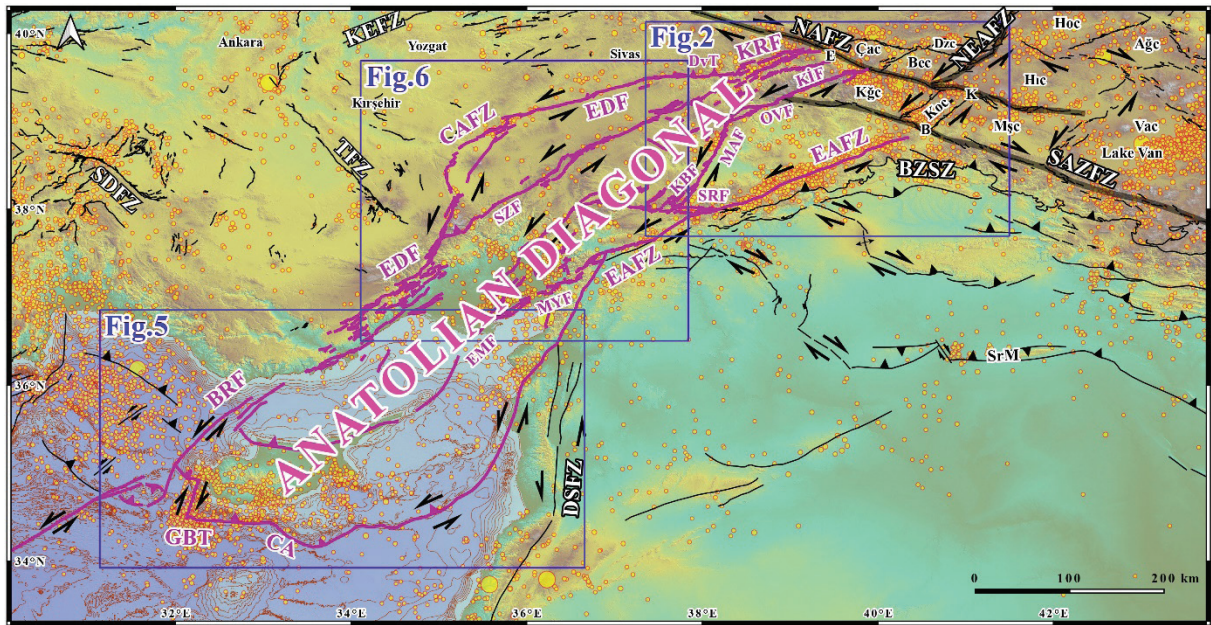 40°N
Ankara
KEFZ
Yozgat
Sivas
Fig.2
NAFZ
NEAFZ
Hoc
Fig.6
DvT
KRF
E
Çac
Dzc
Bcc
Ağc
Kırşehir
CAFZ
EDF
KİF
Kğc
Hıc
K
Koc
OVF
B
Mşc
Vac
TFZ
MAF
EAFZ
Lake Van
SDFZ
KBF
SRF
BZSZ
SAZFZ
38°N
SZF
EDF
ANATOLIAN DIAGONAL
EAFZ
MYF
Fig.5
EMF
SrM
36°N
BRF
DSFZ
GBT
CA
34°N
0 100 200 km
32°E
34°E
36°E
38°E
40°E
42°E